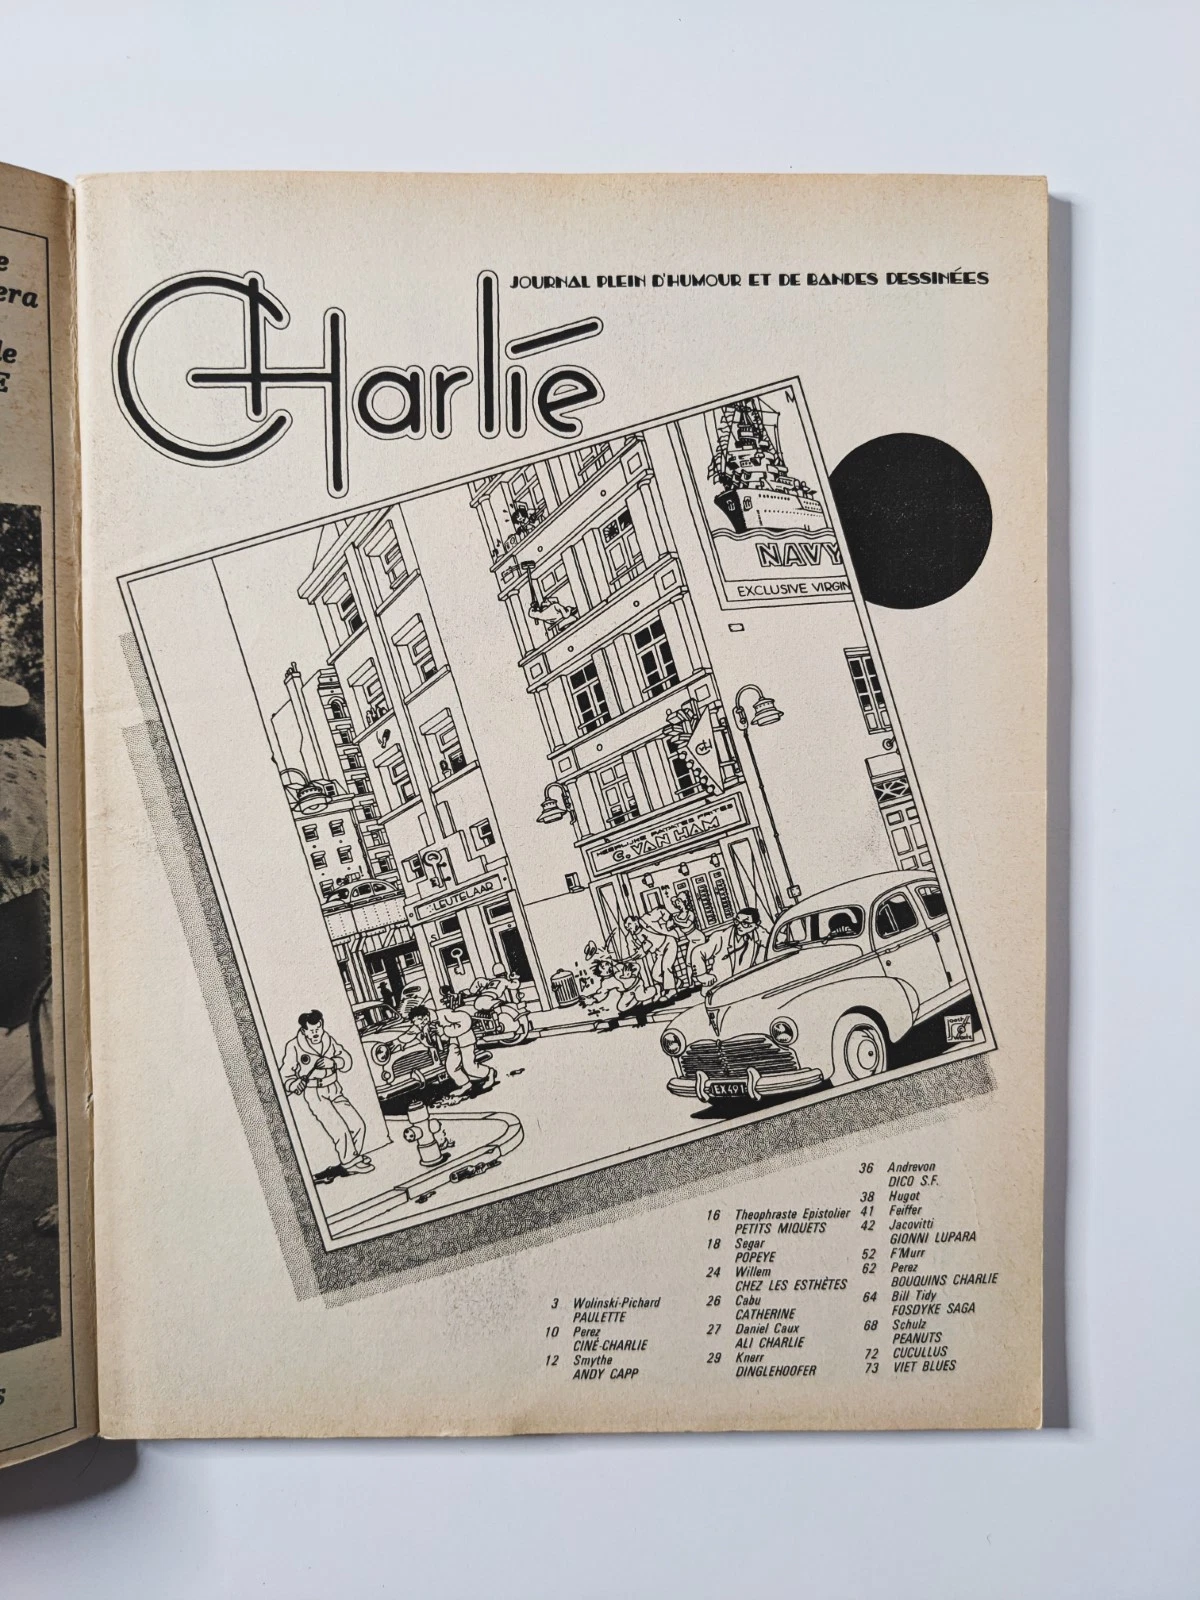 e
era
le
E
s
CHarlie
JOURNAL PLEIN D'HUMOUR ET DE BANDES DESSINÉES
NAVY
EXCLUSIVE VIRGIN
G. VAN HAM
SLEUTELAAR
EX 491
3 Wolinski-Pichard
PAULETTE
10 Perez
CINÉ-CHARLIE
12 Smythe
ANDY CAPP
16 Theophraste Epistolier
PETITS MIQUETS
18 Segar
POPEYE
24 Willem
CHEZ LES ESTHÈTES
26 Cabu
CATHERINE
27 Daniel Caux
ALI CHARLIE
29 Knerr
DINGLEHOOFER
36 Andrevon
DICO S.F.
38 Hugot
41 Feiffer
42 Jacovitti
GIONNI LUPARA
52 F'Murr
62 Perez
BOUQUINS CHARLIE
64 Bill Tidy
FOSDYKE SAGA
68 Schulz
PEANUTS
72 CUCULLUS
73 VIET BLUES